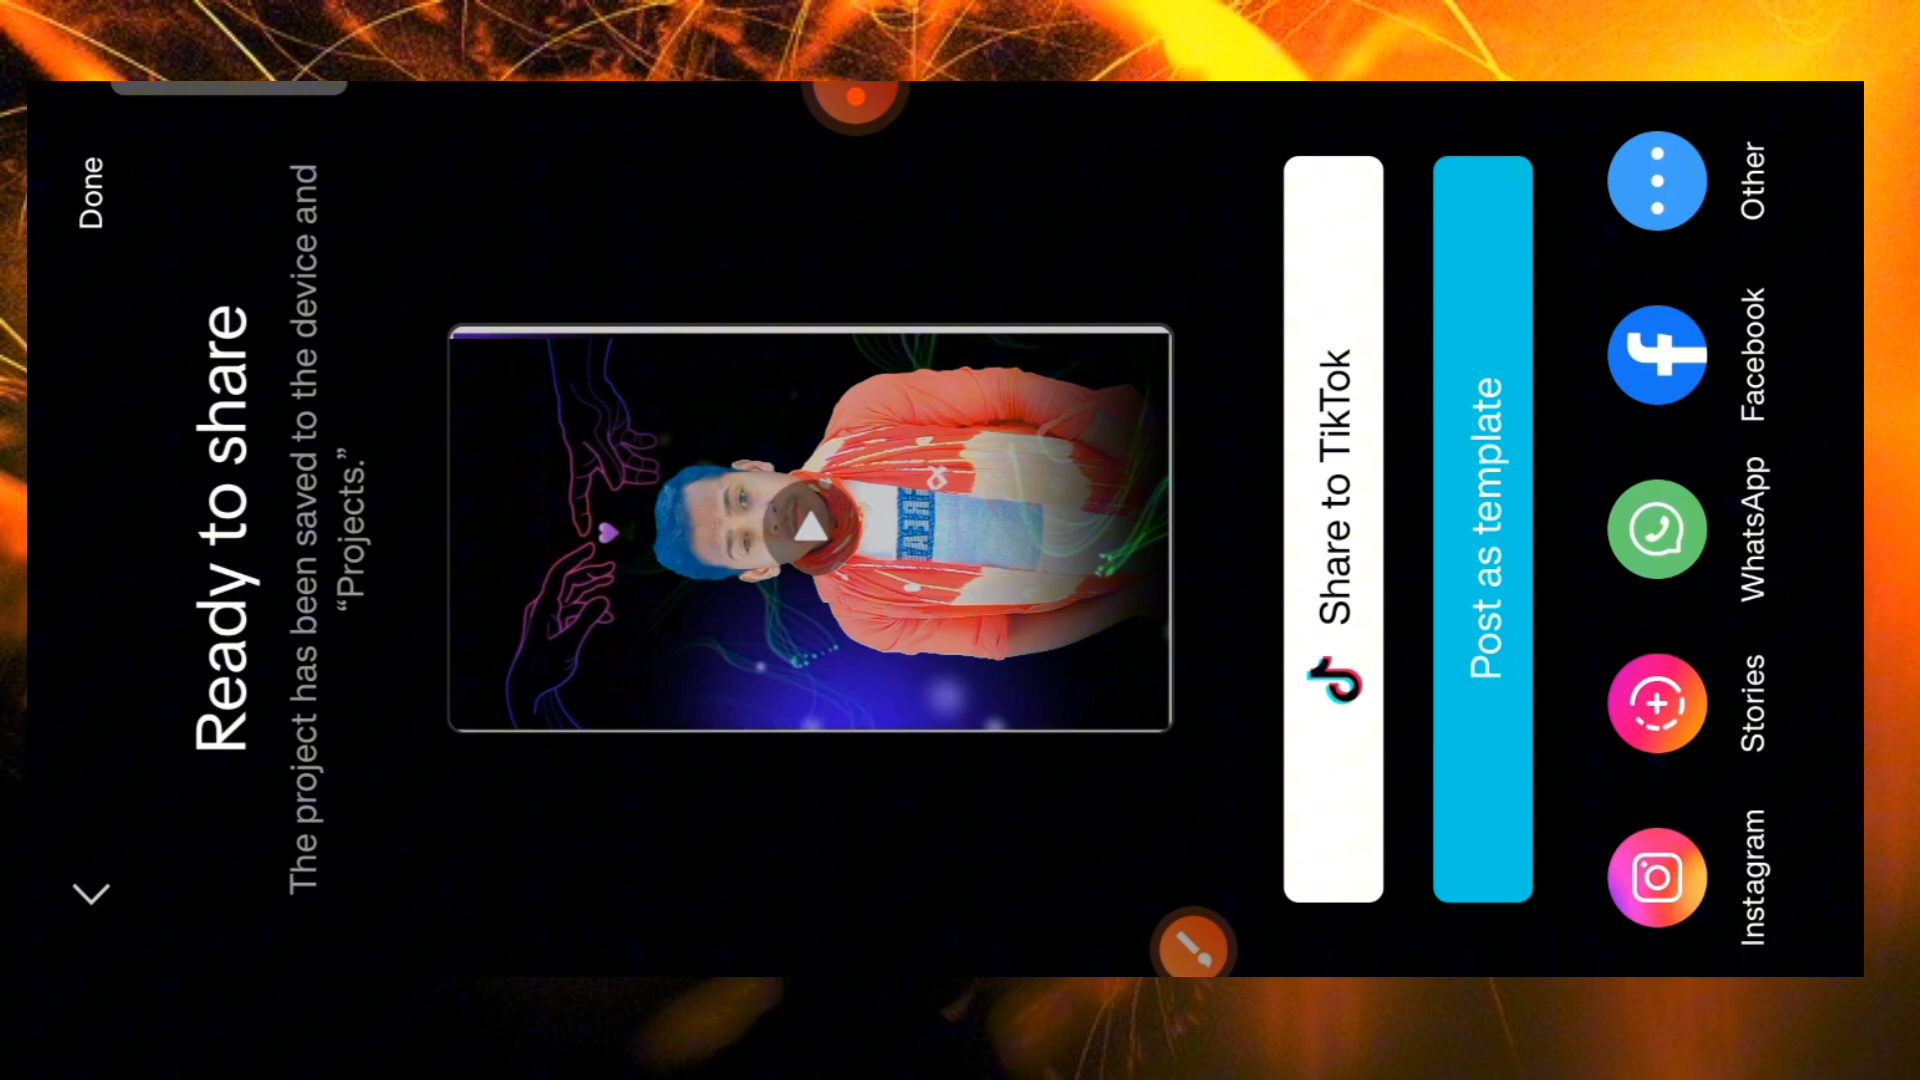 Done
Ready to share
The project has been saved to the device and
“Projects.”
Share to TikTok
Post as template
Instagram
Stories
WhatsApp
Facebook
Other